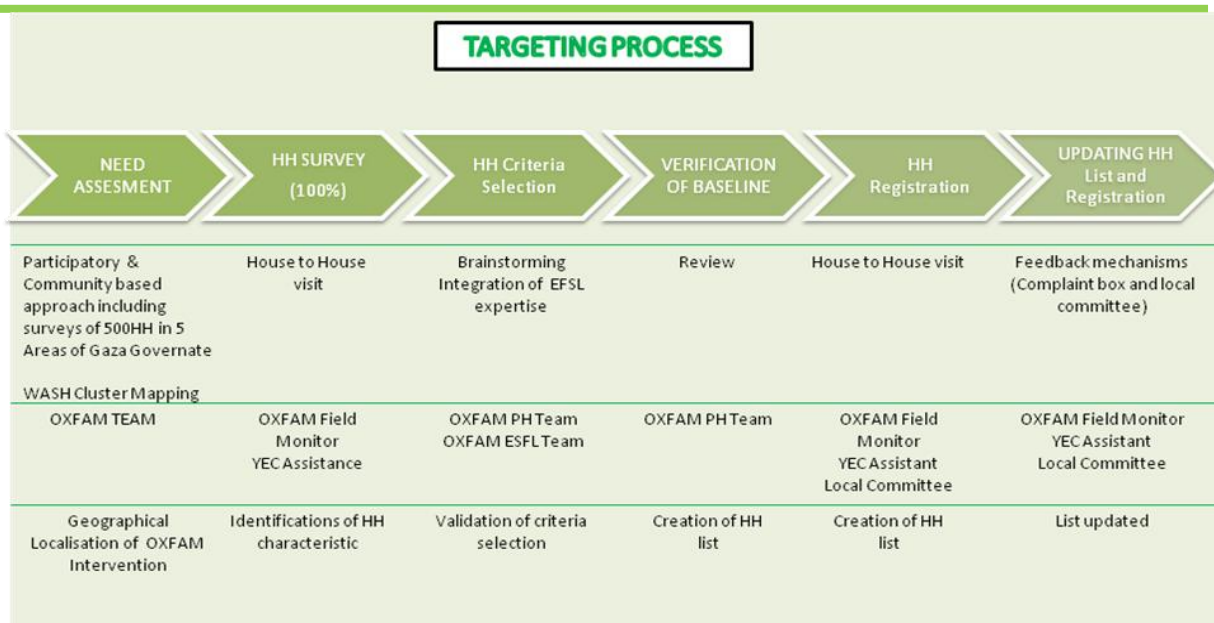 TARGETING PROCESS
NEED
ASSESMENT
HH SURVEY
(100%)
HH Criteria
Selection
VERIFICATION
OF BASELINE
HH
Registration
UPDATING HH
List and
Registration
Participatory &
Community based
approach including
surveys of 500HH in 5
Areas of Gaza Governate
WASH Cluster Mapping
House to House
visit
Brainstorming
Integration of EFSL
expertise
Review
House to House visit
Feedback mechanisms
(Complaint box and local
committee)
OXFAM TEAM
OXFAM Field
Monitor
YEC Assistance
OXFAM PH Team
OXFAM ESFL Team
OXFAM PH Team
OXFAM Field
Monitor
YEC Assistant
Local Committee
OXFAM Field Monitor
YEC Assistant
Local Committee
Geographical
Localisation of OXFAM
Intervention
Identifications of HH
characteristic
Validation of criteria
selection
Creation of HH
list
Creation of HH
list
List updated